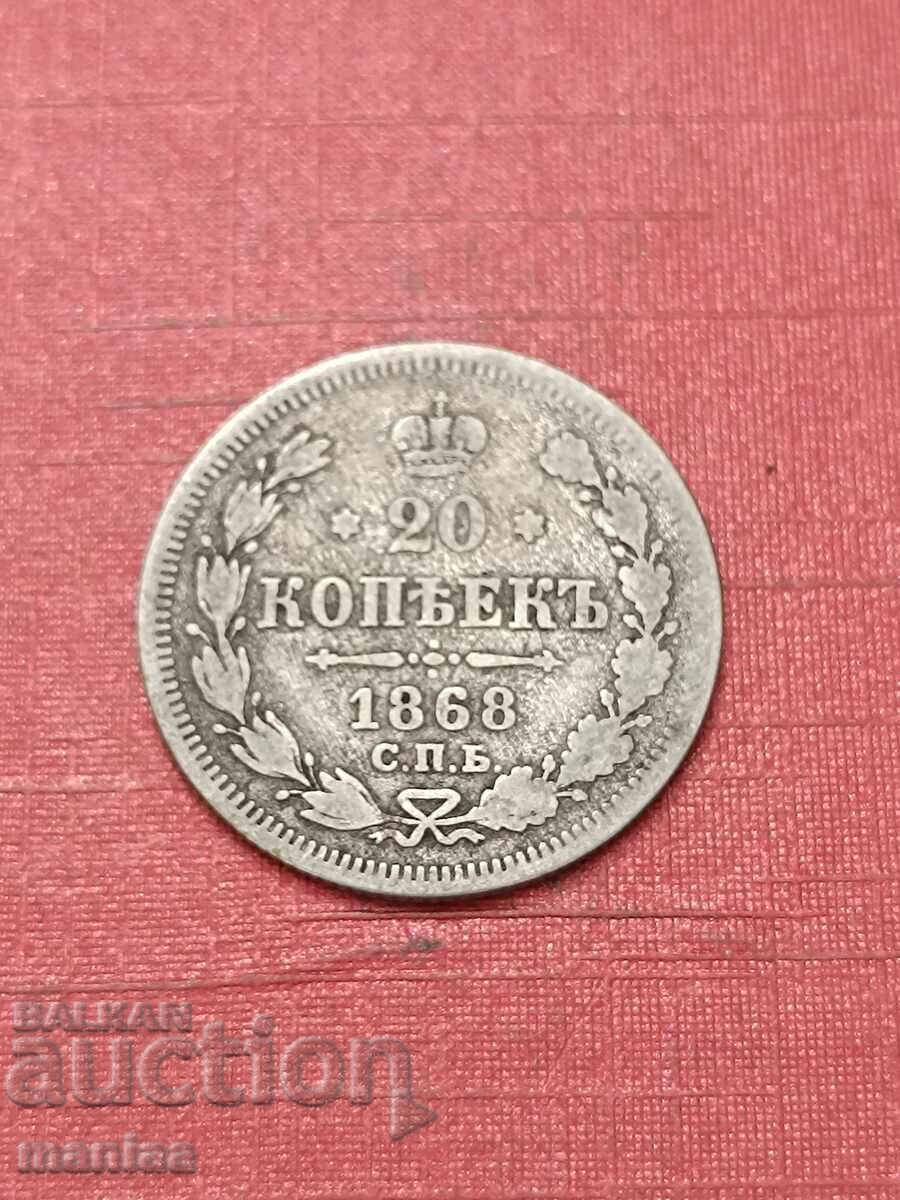 20
КОПѢЕКЪ
1868
С.П.Б.
BALKAN
auction
maniaa